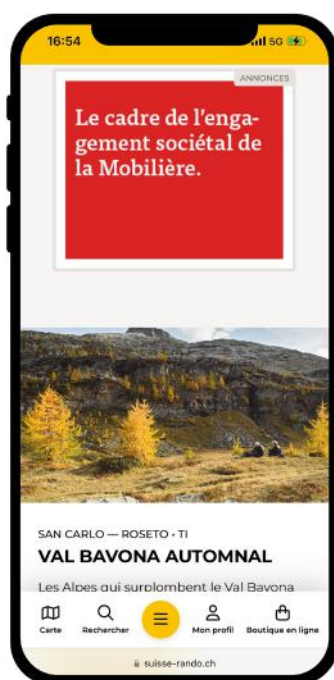 16:54
5G
ANNONCES
Le cadre de l'enga-
gement sociétal de
la Mobilière.
SAN CARLO — ROSETO • TI
VAL BAVONA AUTOMNAL
Les Alpes qui surplombent le Val Bavona
Carte Rechercher Mon profil Boutique en ligne
suisse-rando.ch